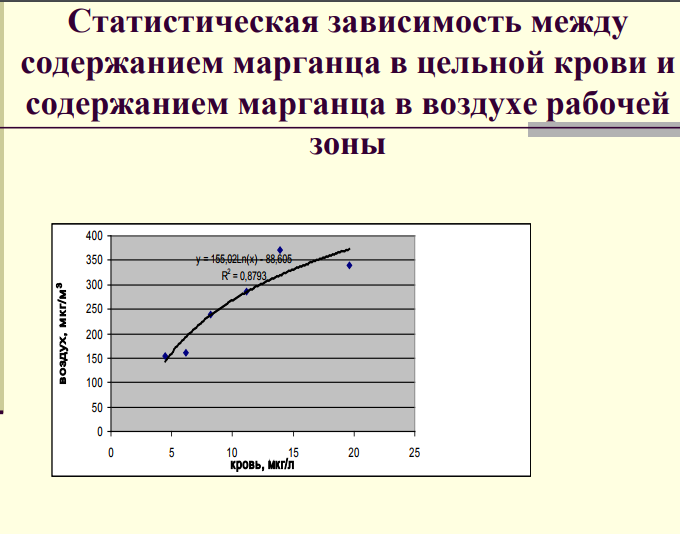 Статистическая зависимость между
содержанием марганца в цельной крови и
содержанием марганца в воздухе рабочей
зоны
400
350
300
250
200
150
100
50
0
воздух, мкг/м³
y = 155,02Ln(x) - 88,605
R² = 0,8793
0 5 10 15 20 25
кровь, мкг/л